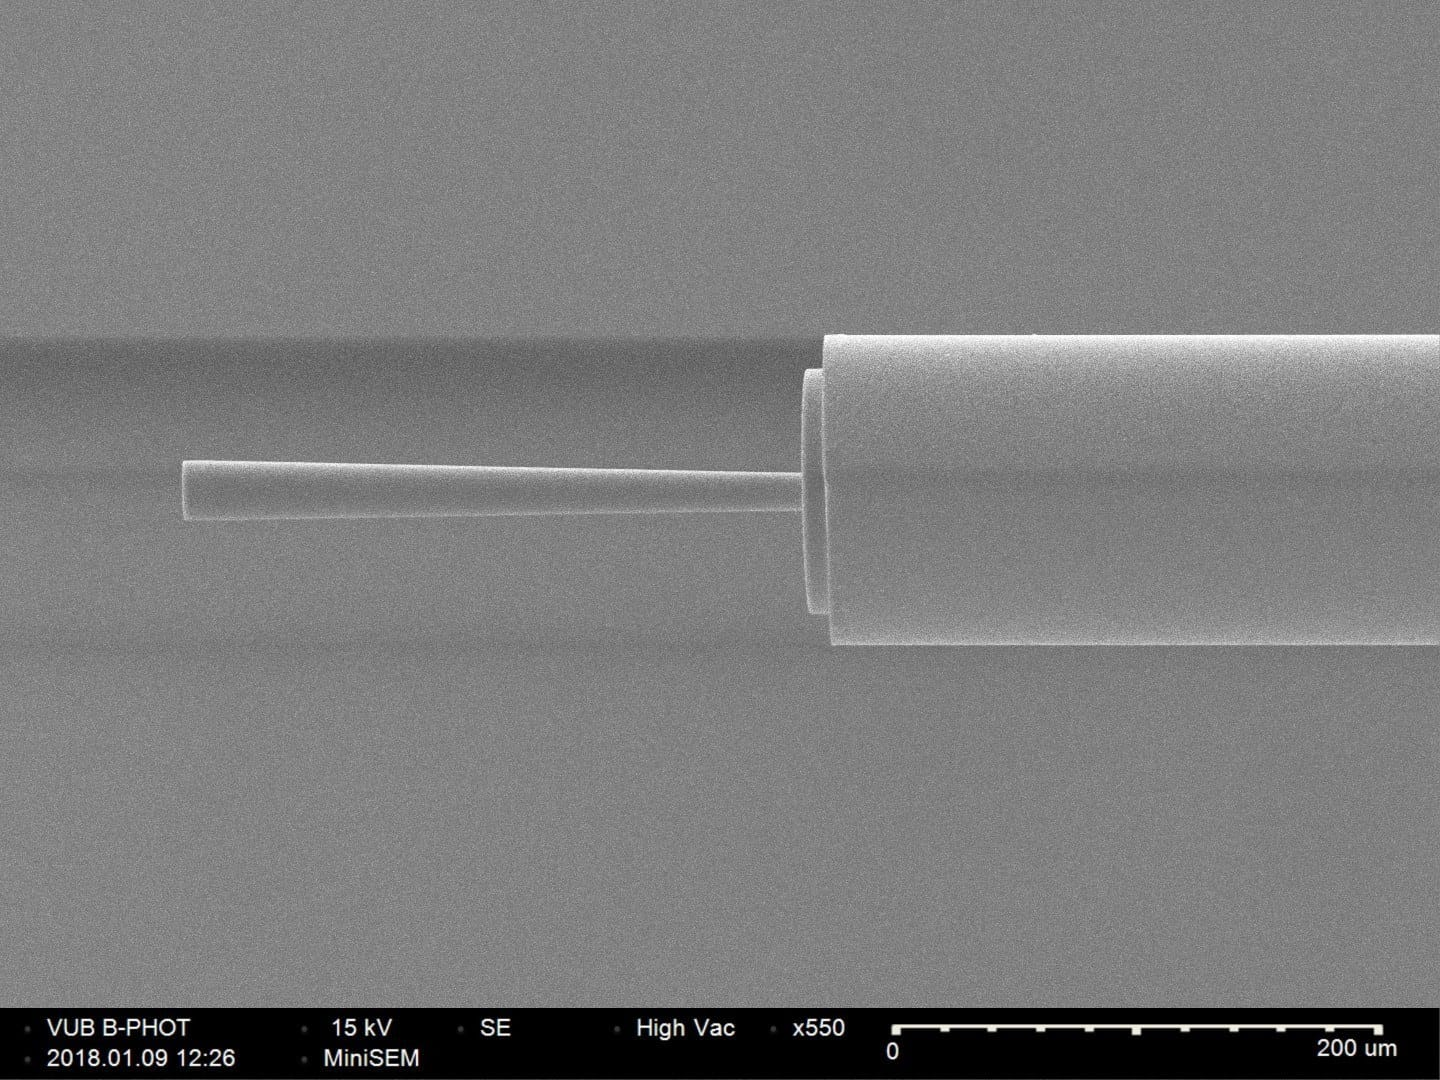 VUB B-PHOT 15 kV SE High Vac x550
2018.01.09 12:26 MiniSEM
0 200 um